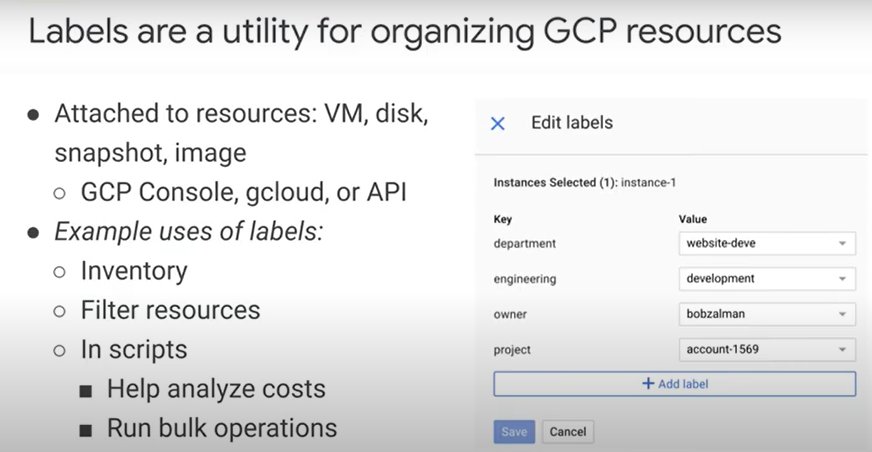 Labels are a utility for organizing GCP resources
Attached to resources: VM, disk,
snapshot, image
GCP Console, gcloud, or API
Example uses of labels:
Inventory
Filter resources
In scripts
Help analyze costs
Run bulk operations
Edit labels
Instances Selected (1): instance-1
Key Value
department website-deve
engineering development
owner bobzalman
project account-1569
+ Add label
Save Cancel